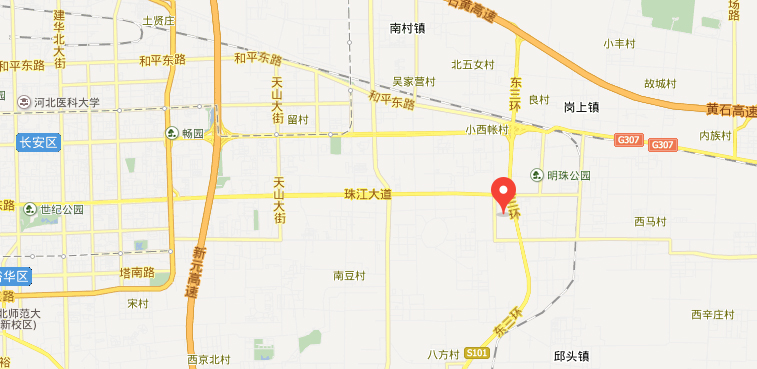 建华北大街
土贤庄
南村镇
石黄高速
场路
和平东路
和平东路
和平东路
天山大街
吴家营村
北五女村
东三环
小丰村
故城村
良村
岗上镇
黄石高速
河北医科大学
长安区
畅园
留村
小西帐村
G307
G307
内族村
世纪公园
东路
天山大街
珠江大道
明珠公园
三环
西马村
裕华区
塔南路
新元高速
南豆村
宋村
北师范大
新校区)
东三环
西辛庄村
西京北村
八方村
S101
邱头镇
裕